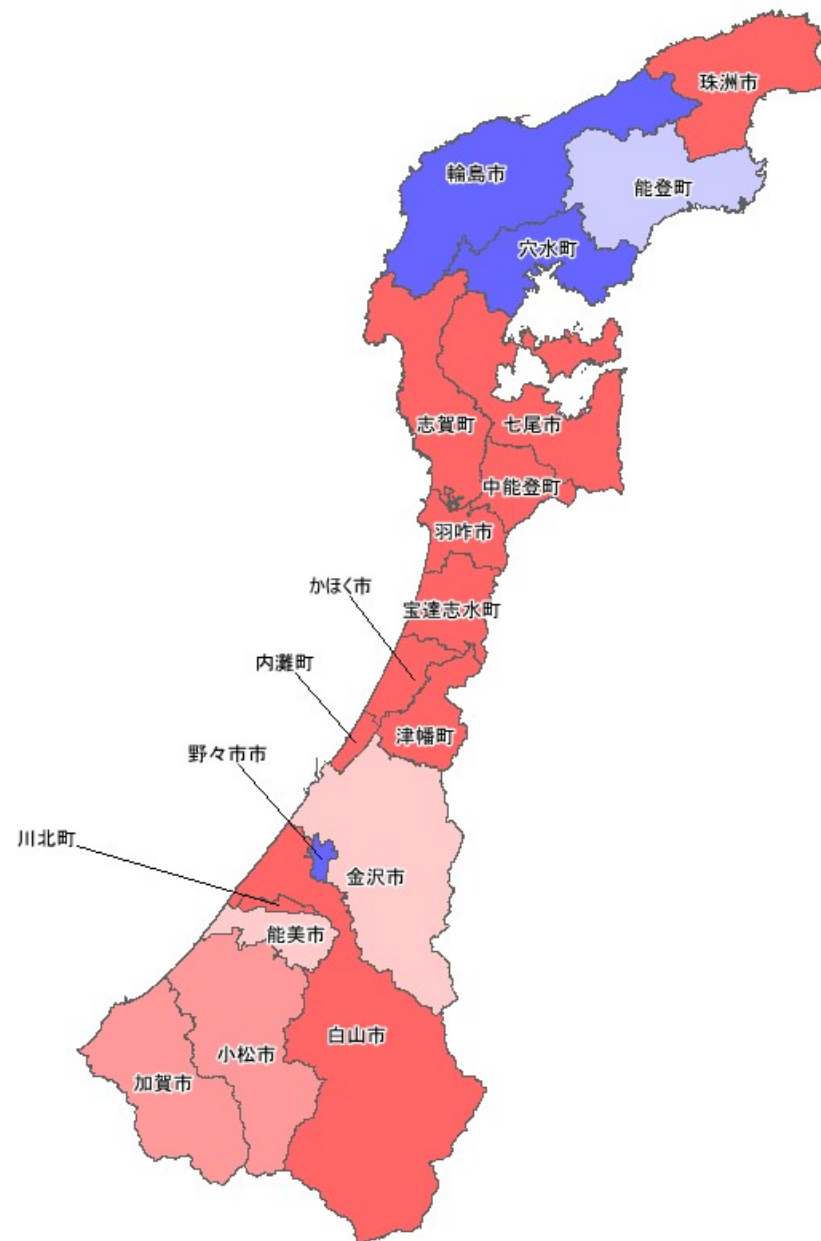 珠洲市
輪島市
能登町
穴水町
志賀町
七尾市
中能登町
羽咋市
かほく市
宝達志水町
内灘町
津幡町
野々市市
川北町
金沢市
能美市
白山市
小松市
加賀市